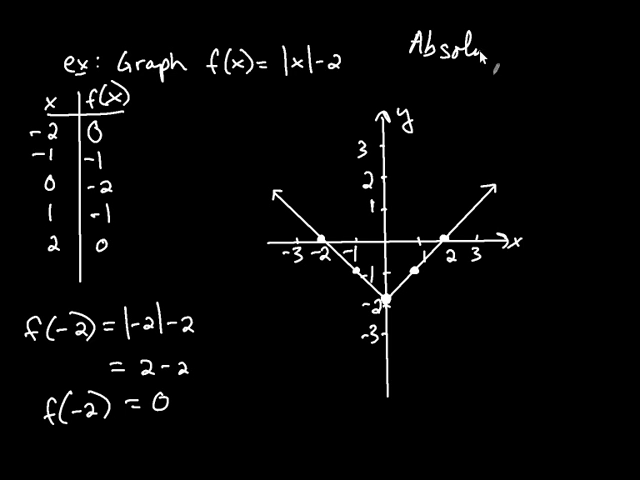 ex: Graph f(x) = |x| - 2
Absolu
x f(x)
-2 0
-1 -1
0 -2
1 -1
2 0
f(-2) = |-2| - 2
= 2 - 2
f(-2) = 0
y
3
2
1
-3 -2 -1 1 2 3 x
-1
-2
-3